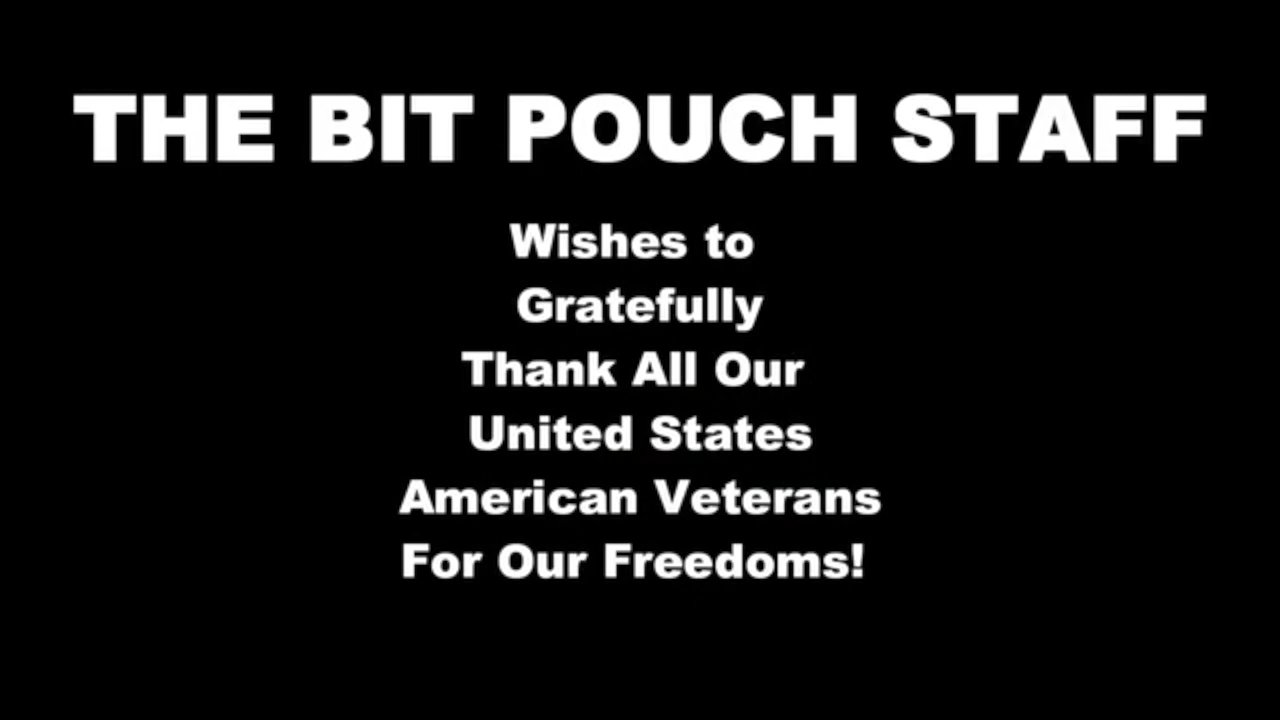 THE BIT POUCH STAFF
Wishes to
Gratefully
Thank All Our
United States
American Veterans
For Our Freedoms!